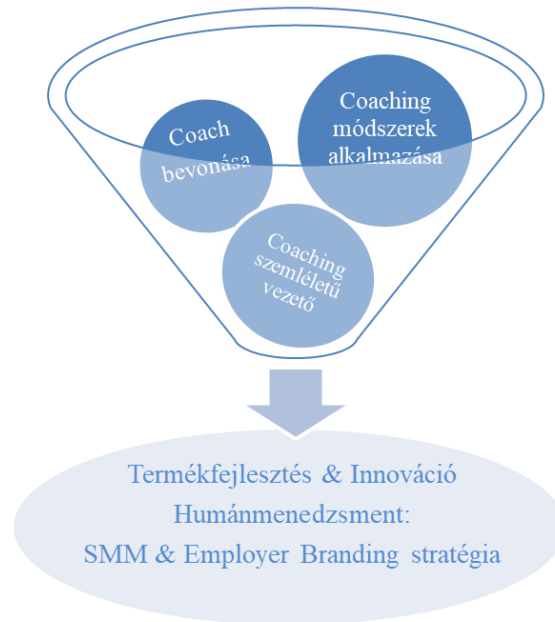 Coach
bevonása
Coaching
módszerek
alkalmazása
Coaching
szemléletű
vezető
Termékfejlesztés & Innováció
Humánmenedzsment:
SMM & Employer Branding stratégia